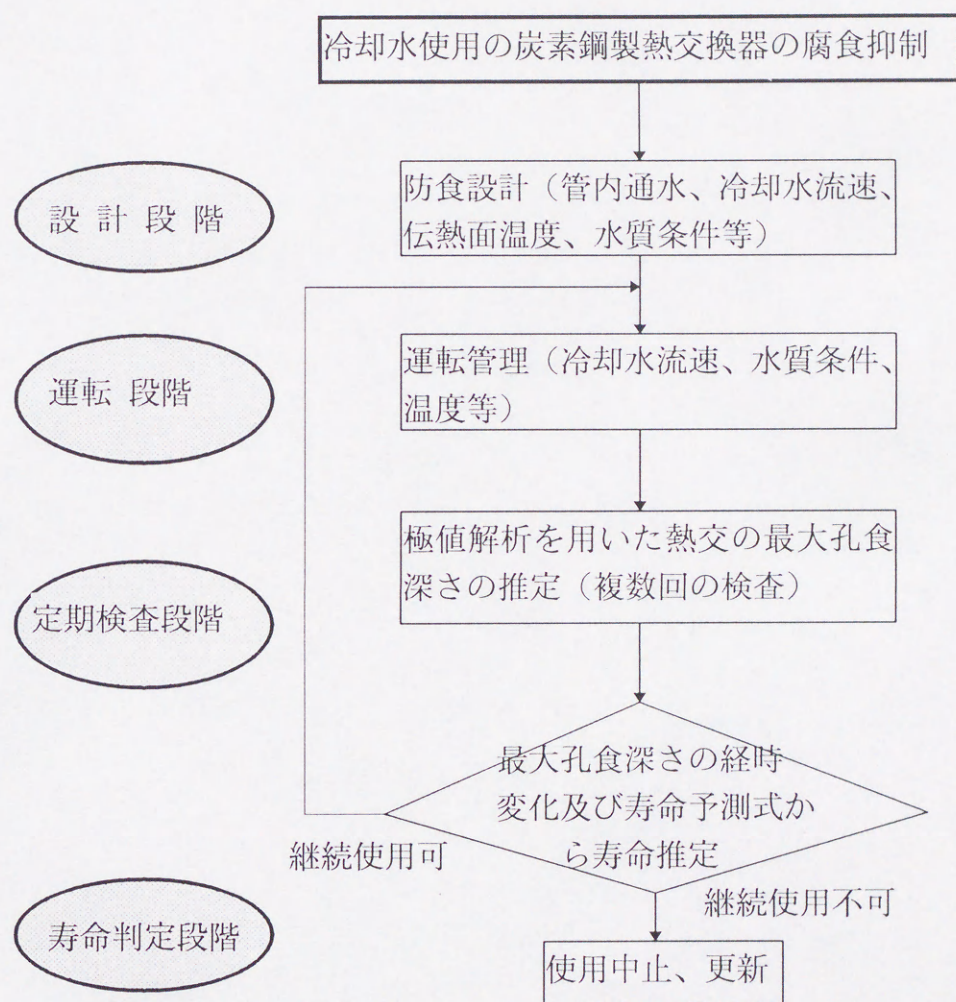 冷却水使用の炭素鋼製熱交換器の腐食抑制
設 計 段 階
防食設計（管内通水、冷却水流速、
伝熱面温度、水質条件等）
運転 段階
運転管理（冷却水流速、水質条件、
温度等）
定期検査段階
極値解析を用いた熱交の最大孔食
深さの推定（複数回の検査）
最大孔食深さの経時
変化及び寿命予測式か
ら寿命推定
継続使用可
継続使用不可
寿命判定段階
使用中止、更新